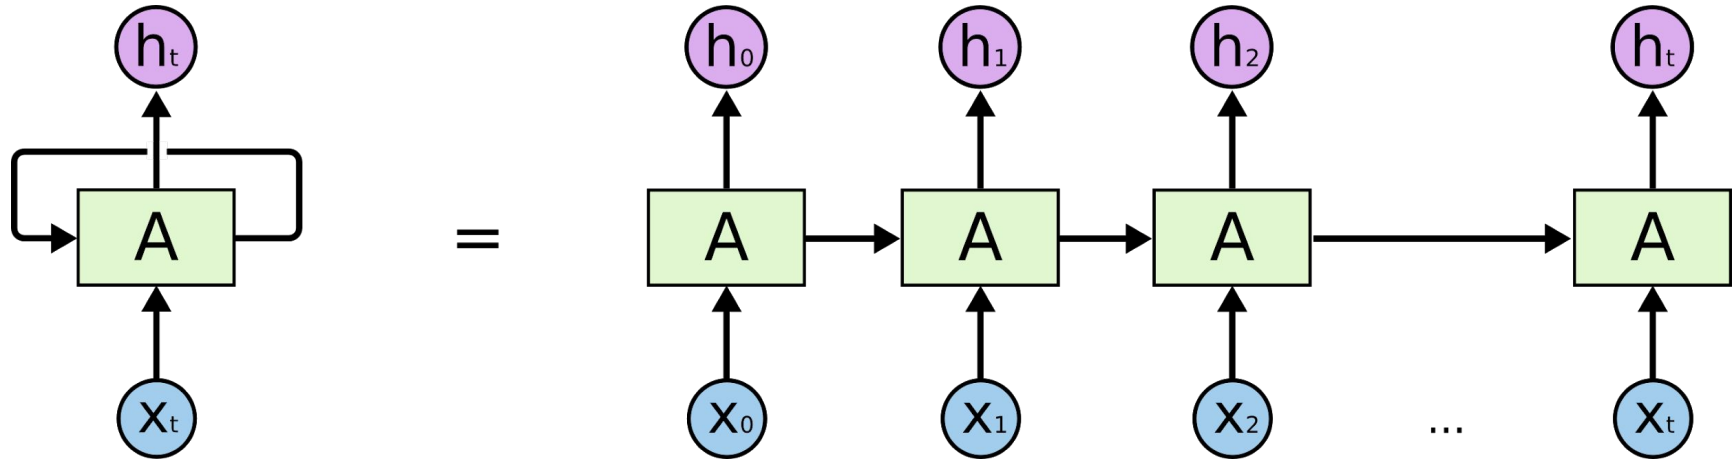 hₜ h₀ h₁ h₂ hₜ
A = A A A A
xₜ x₀ x₁ x₂ ... xₜ